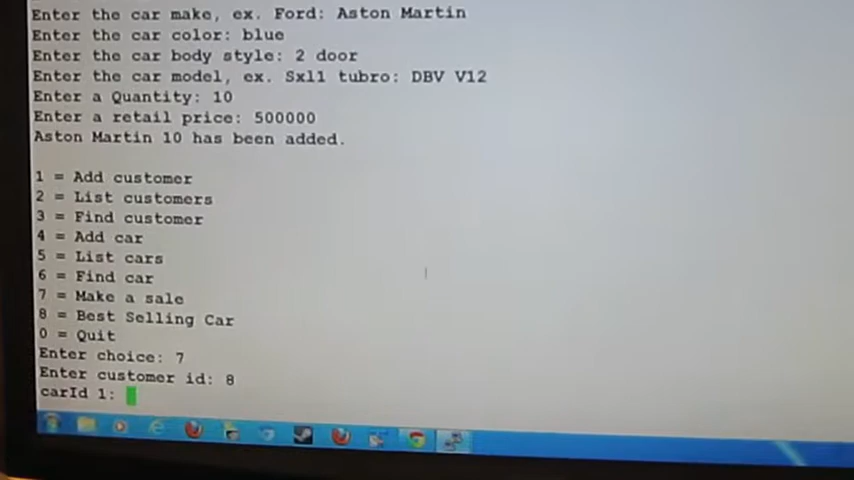 Enter the car make, ex. Ford: Aston Martin
Enter the car color: blue
Enter the car body style: 2 door
Enter the car model, ex. Sxl1 tubro: DBV V12
Enter a Quantity: 10
Enter a retail price: 500000
Aston Martin 10 has been added.
1 = Add customer
2 = List customers
3 = Find customer
4 = Add car
5 = List cars
6 = Find car
7 = Make a sale
8 = Best Selling Car
0 = Quit
Enter choice: 7
Enter customer id: 8
carId 1: